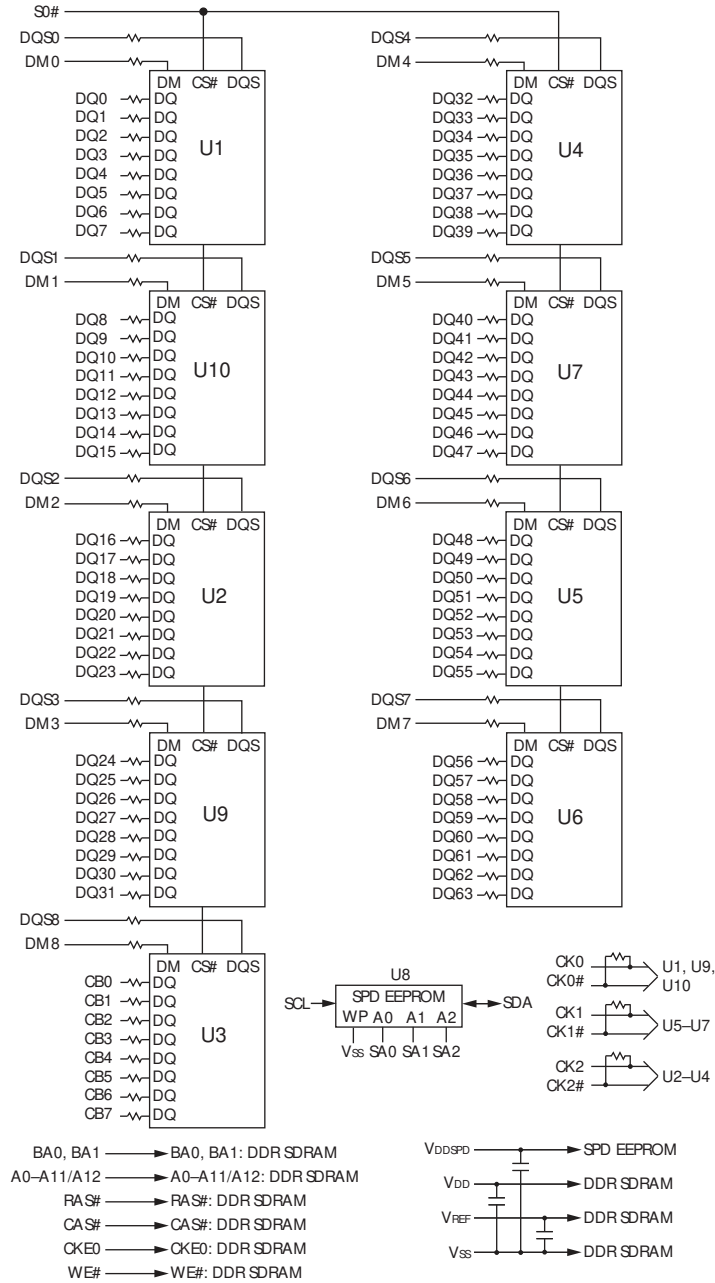 S0#
DQS0
DM0
DM CS# DQS
DQ0 DQ
DQ1 DQ
DQ2 DQ
DQ3 DQ
DQ4 DQ
DQ5 DQ
DQ6 DQ
DQ7 DQ
U1
DQS1
DM1
DM CS# DQS
DQ8 DQ
DQ9 DQ
DQ10 DQ
DQ11 DQ
DQ12 DQ
DQ13 DQ
DQ14 DQ
DQ15 DQ
U10
DQS2
DM2
DM CS# DQS
DQ16 DQ
DQ17 DQ
DQ18 DQ
DQ19 DQ
DQ20 DQ
DQ21 DQ
DQ22 DQ
DQ23 DQ
U2
DQS3
DM3
DM CS# DQS
DQ24 DQ
DQ25 DQ
DQ26 DQ
DQ27 DQ
DQ28 DQ
DQ29 DQ
DQ30 DQ
DQ31 DQ
U9
DQS8
DM8
DM CS# DQS
CB0 DQ
CB1 DQ
CB2 DQ
CB3 DQ
CB4 DQ
CB5 DQ
CB6 DQ
CB7 DQ
U3
DQS4
DM4
DM CS# DQS
DQ32 DQ
DQ33 DQ
DQ34 DQ
DQ35 DQ
DQ36 DQ
DQ37 DQ
DQ38 DQ
DQ39 DQ
U4
DQS5
DM5
DM CS# DQS
DQ40 DQ
DQ41 DQ
DQ42 DQ
DQ43 DQ
DQ44 DQ
DQ45 DQ
DQ46 DQ
DQ47 DQ
U7
DQS6
DM6
DM CS# DQS
DQ48 DQ
DQ49 DQ
DQ50 DQ
DQ51 DQ
DQ52 DQ
DQ53 DQ
DQ54 DQ
DQ55 DQ
U5
DQS7
DM7
DM CS# DQS
DQ56 DQ
DQ57 DQ
DQ58 DQ
DQ59 DQ
DQ60 DQ
DQ61 DQ
DQ62 DQ
DQ63 DQ
U6
U8
SCL SPD EEPROM SDA
WP A0 A1 A2
VSS SA0 SA1 SA2
CK0
CK0#
U1, U9,
U10
CK1
CK1#
U5–U7
CK2
CK2#
U2–U4
BA0, BA1 BA0, BA1: DDR SDRAM
A0–A11/A12 A0–A11/A12: DDR SDRAM
RAS# RAS#: DDR SDRAM
CAS# CAS#: DDR SDRAM
CKE0 CKE0: DDR SDRAM
WE# WE#: DDR SDRAM
VDDSPD SPD EEPROM
VDD DDR SDRAM
VREF DDR SDRAM
VSS DDR SDRAM